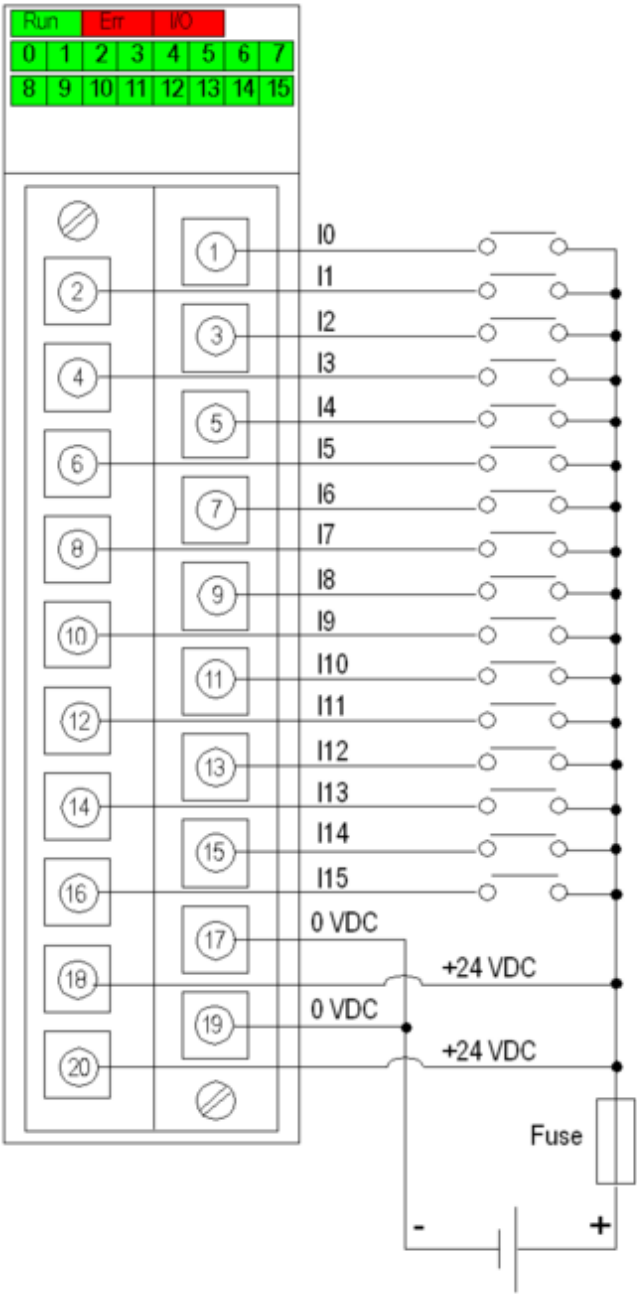 Run Err I/O
0 1 2 3 4 5 6 7
8 9 10 11 12 13 14 15
1 I0
2 I1
3 I2
4 I3
5 I4
6 I5
7 I6
8 I7
9 I8
10 I9
11 I10
12 I11
13 I12
14 I13
15 I14
16 I15
17 0 VDC
18 +24 VDC
19 0 VDC
20 +24 VDC
Fuse
- +